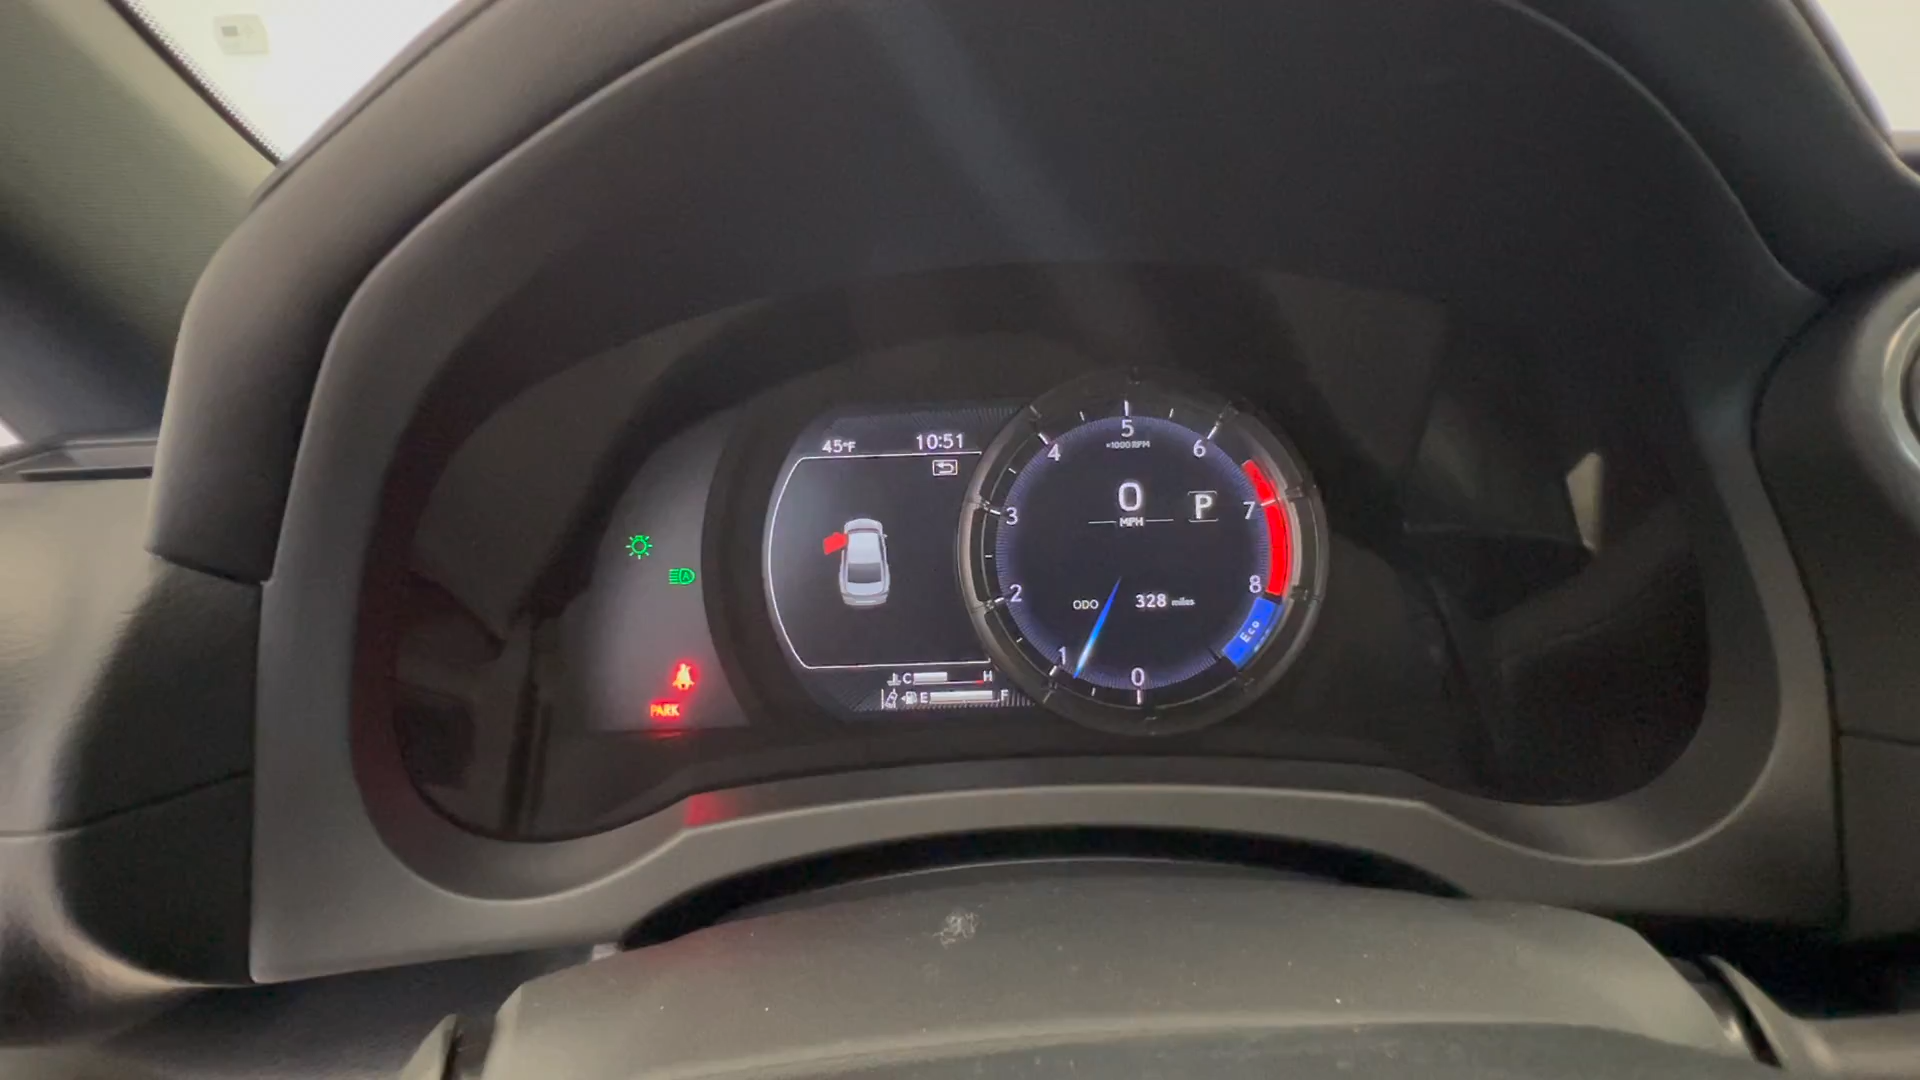 45°F 10:51
5
×1000 RPM
4 6
3 7
0
MPH
P
2 8
ODO 328 miles
Eco
1 0
C H
E F
A
PARK